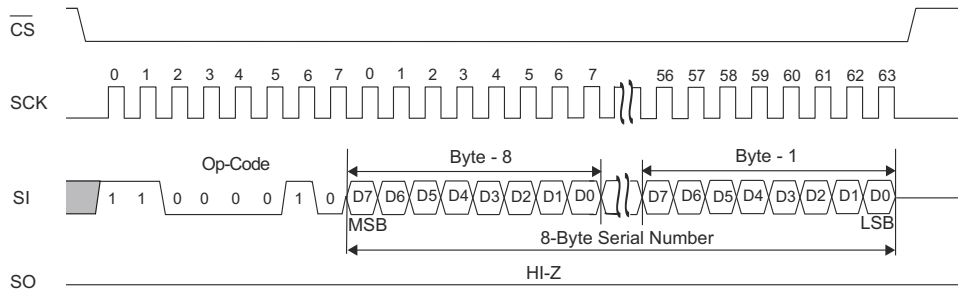 CS
0 1 2 3 4 5 6 7 0 1 2 3 4 5 6 7 56 57 58 59 60 61 62 63
SCK
Op-Code Byte - 8 Byte - 1
SI 1 1 0 0 0 0 1 0 D7 D6 D5 D4 D3 D2 D1 D0 D7 D6 D5 D4 D3 D2 D1 D0
MSB LSB
8-Byte Serial Number
HI-Z
SO